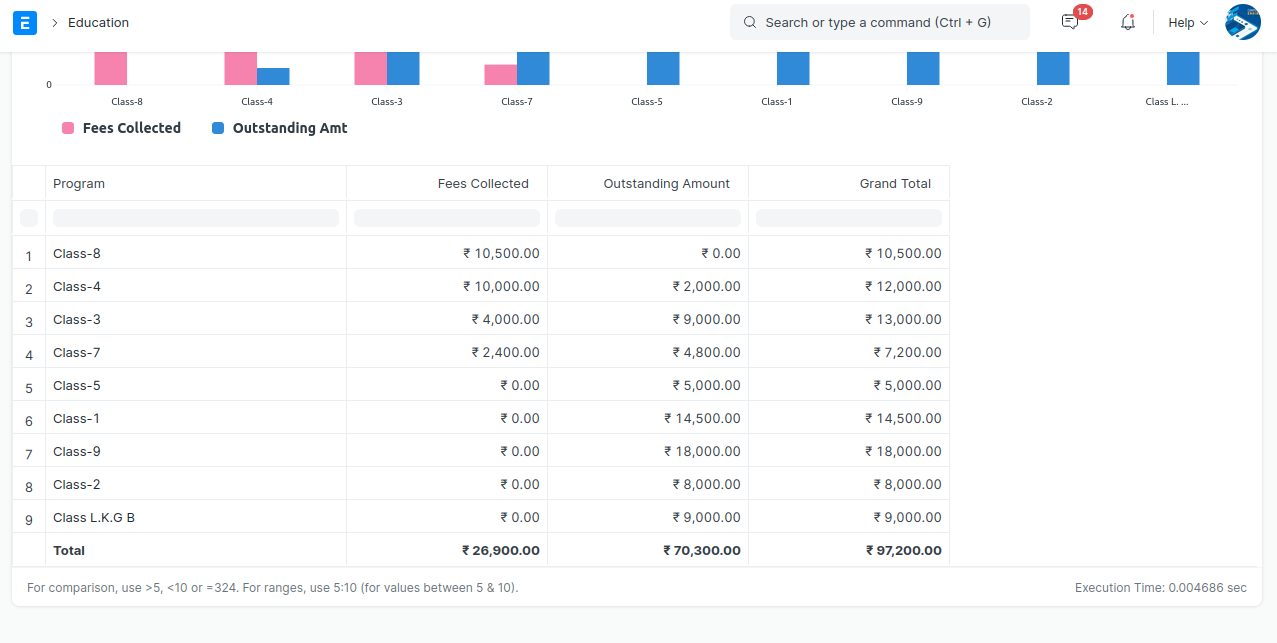 E > Education Search or type a command (Ctrl + G) 14 Help
0
Class-8 Class-4 Class-3 Class-7 Class-5 Class-1 Class-9 Class-2 Class L. ...
Fees Collected Outstanding Amt
Program Fees Collected Outstanding Amount Grand Total
1 Class-8 ₹ 10,500.00 ₹ 0.00 ₹ 10,500.00
2 Class-4 ₹ 10,000.00 ₹ 2,000.00 ₹ 12,000.00
3 Class-3 ₹ 4,000.00 ₹ 9,000.00 ₹ 13,000.00
4 Class-7 ₹ 2,400.00 ₹ 4,800.00 ₹ 7,200.00
5 Class-5 ₹ 0.00 ₹ 5,000.00 ₹ 5,000.00
6 Class-1 ₹ 0.00 ₹ 14,500.00 ₹ 14,500.00
7 Class-9 ₹ 0.00 ₹ 18,000.00 ₹ 18,000.00
8 Class-2 ₹ 0.00 ₹ 8,000.00 ₹ 8,000.00
9 Class L.K.G B ₹ 0.00 ₹ 9,000.00 ₹ 9,000.00
Total ₹ 26,900.00 ₹ 70,300.00 ₹ 97,200.00
For comparison, use >5, <10 or =324. For ranges, use 5:10 (for values between 5 & 10). Execution Time: 0.004686 sec